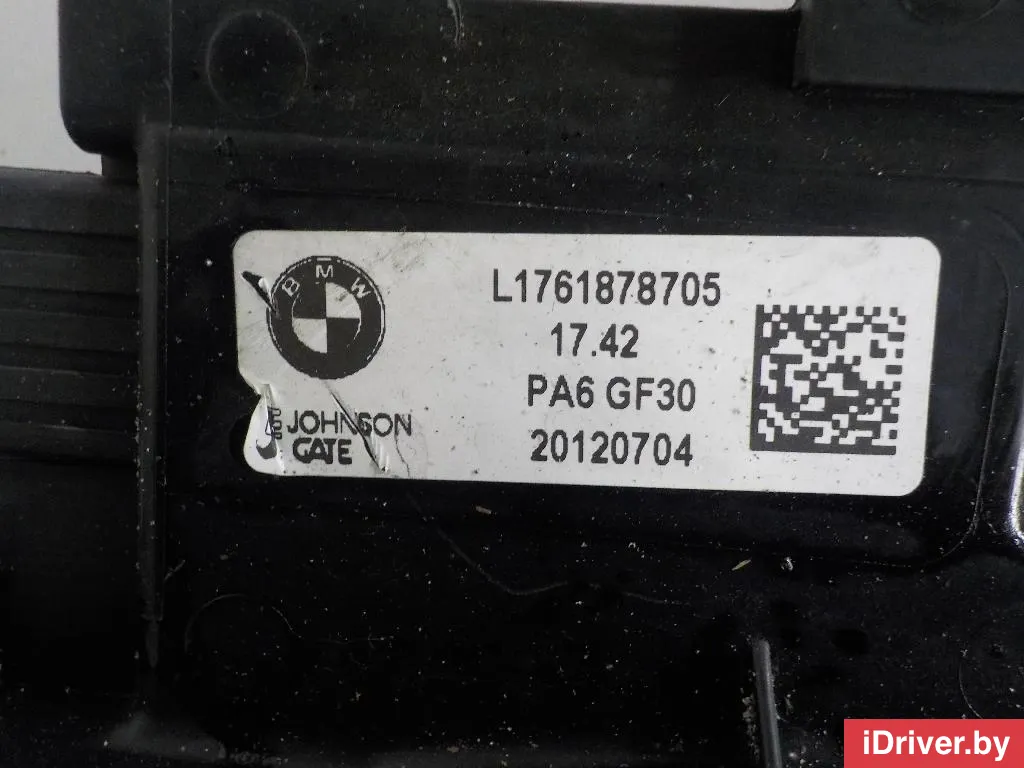 BMW
L1761878705
17.42
PA6 GF30
JOHNSON
GATE
20120704
iDriver.by